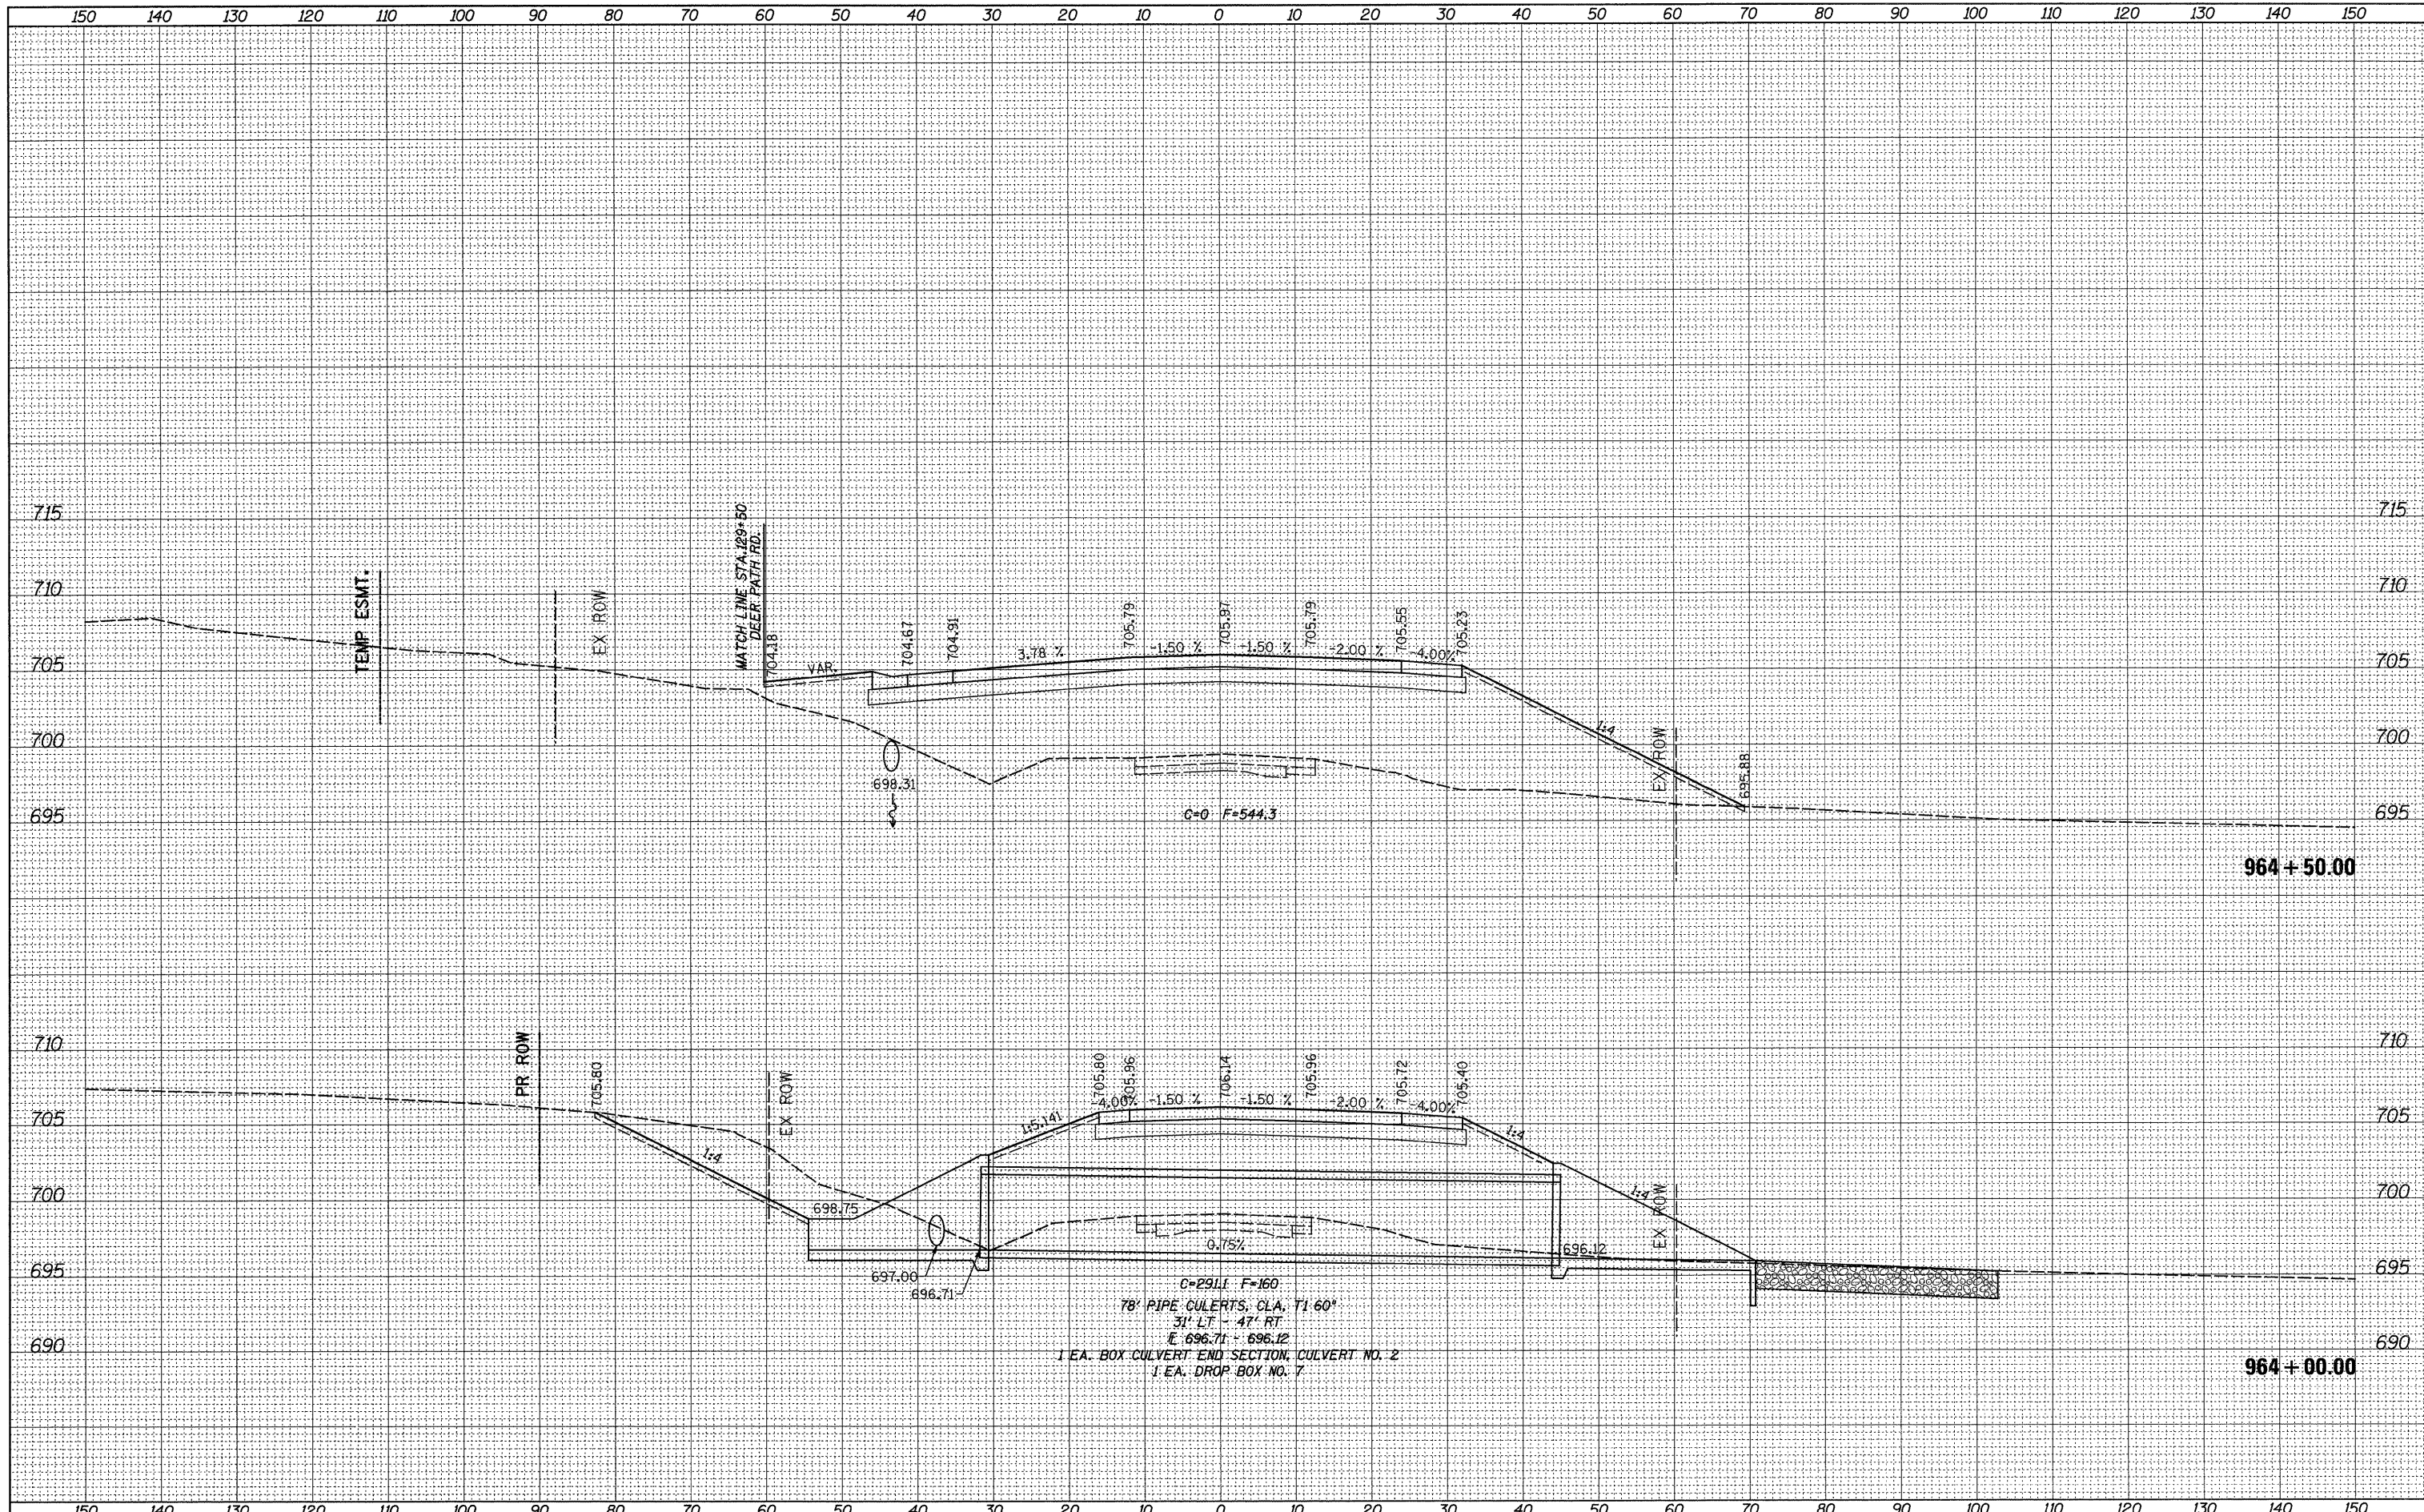 150 140 130 120 110 100 90 80 70 60 50 40 30 20 10 0 10 20 30 40 50 60 70 80 90 100 110 120 130 140 150
715 715
710 710
705 705
700 700
695 695
TEMP ESMT.
EX ROW
MATCH LINE STA.129+50
DEER PATH RD.
704.18
VAR.
704.67
704.91
3.78 %
705.79
-1.50 %
705.97
-1.50 %
705.79
-2.00 %
705.55
-4.00%
705.23
1:4
EX ROW
695.88
698.31
C=0 F=544.3
964+50.00
710 710
705 705
700 700
695 695
690 690
PR ROW
705.80
1:4
EX ROW
698.75
1:5.141
705.80
-4.00%
705.96
-1.50 %
706.14
-1.50 %
705.96
-2.00 %
705.72
-4.00%
705.40
1:4
1:4
EX ROW
0.75%
696.12
697.00
696.71
C=291.1 F=160
78' PIPE CULERTS, CLA, T1 60"
31' LT - 47' RT
FL 696.71 - 696.12
1 EA. BOX CULVERT END SECTION, CULVERT NO. 2
1 EA. DROP BOX NO. 7
964+00.00
150 140 130 120 110 100 90 80 70 60 50 40 30 20 10 0 10 20 30 40 50 60 70 80 90 100 110 120 130 140 150